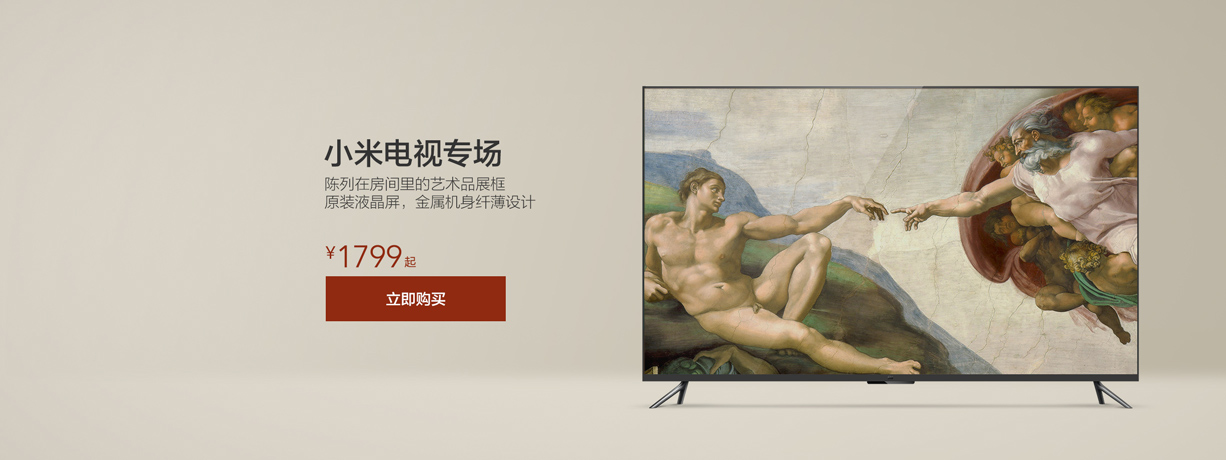 小米电视专场
陈列在房间里的艺术品展框
原装液晶屏，金属机身纤薄设计
¥1799起
立即购买